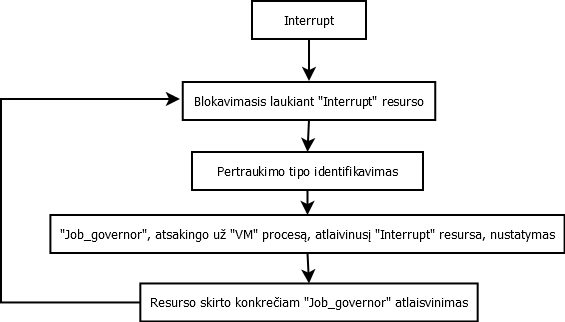 Interrupt
Blokavimasis laukiant "Interrupt" resurso
Pertraukimo tipo identifikavimas
"Job_governor", atsakingo už "VM" procesą, atlaivinusį "Interrupt" resursa, nustatymas
Resurso skirto konkrečiam "Job_governor" atlaisvinimas